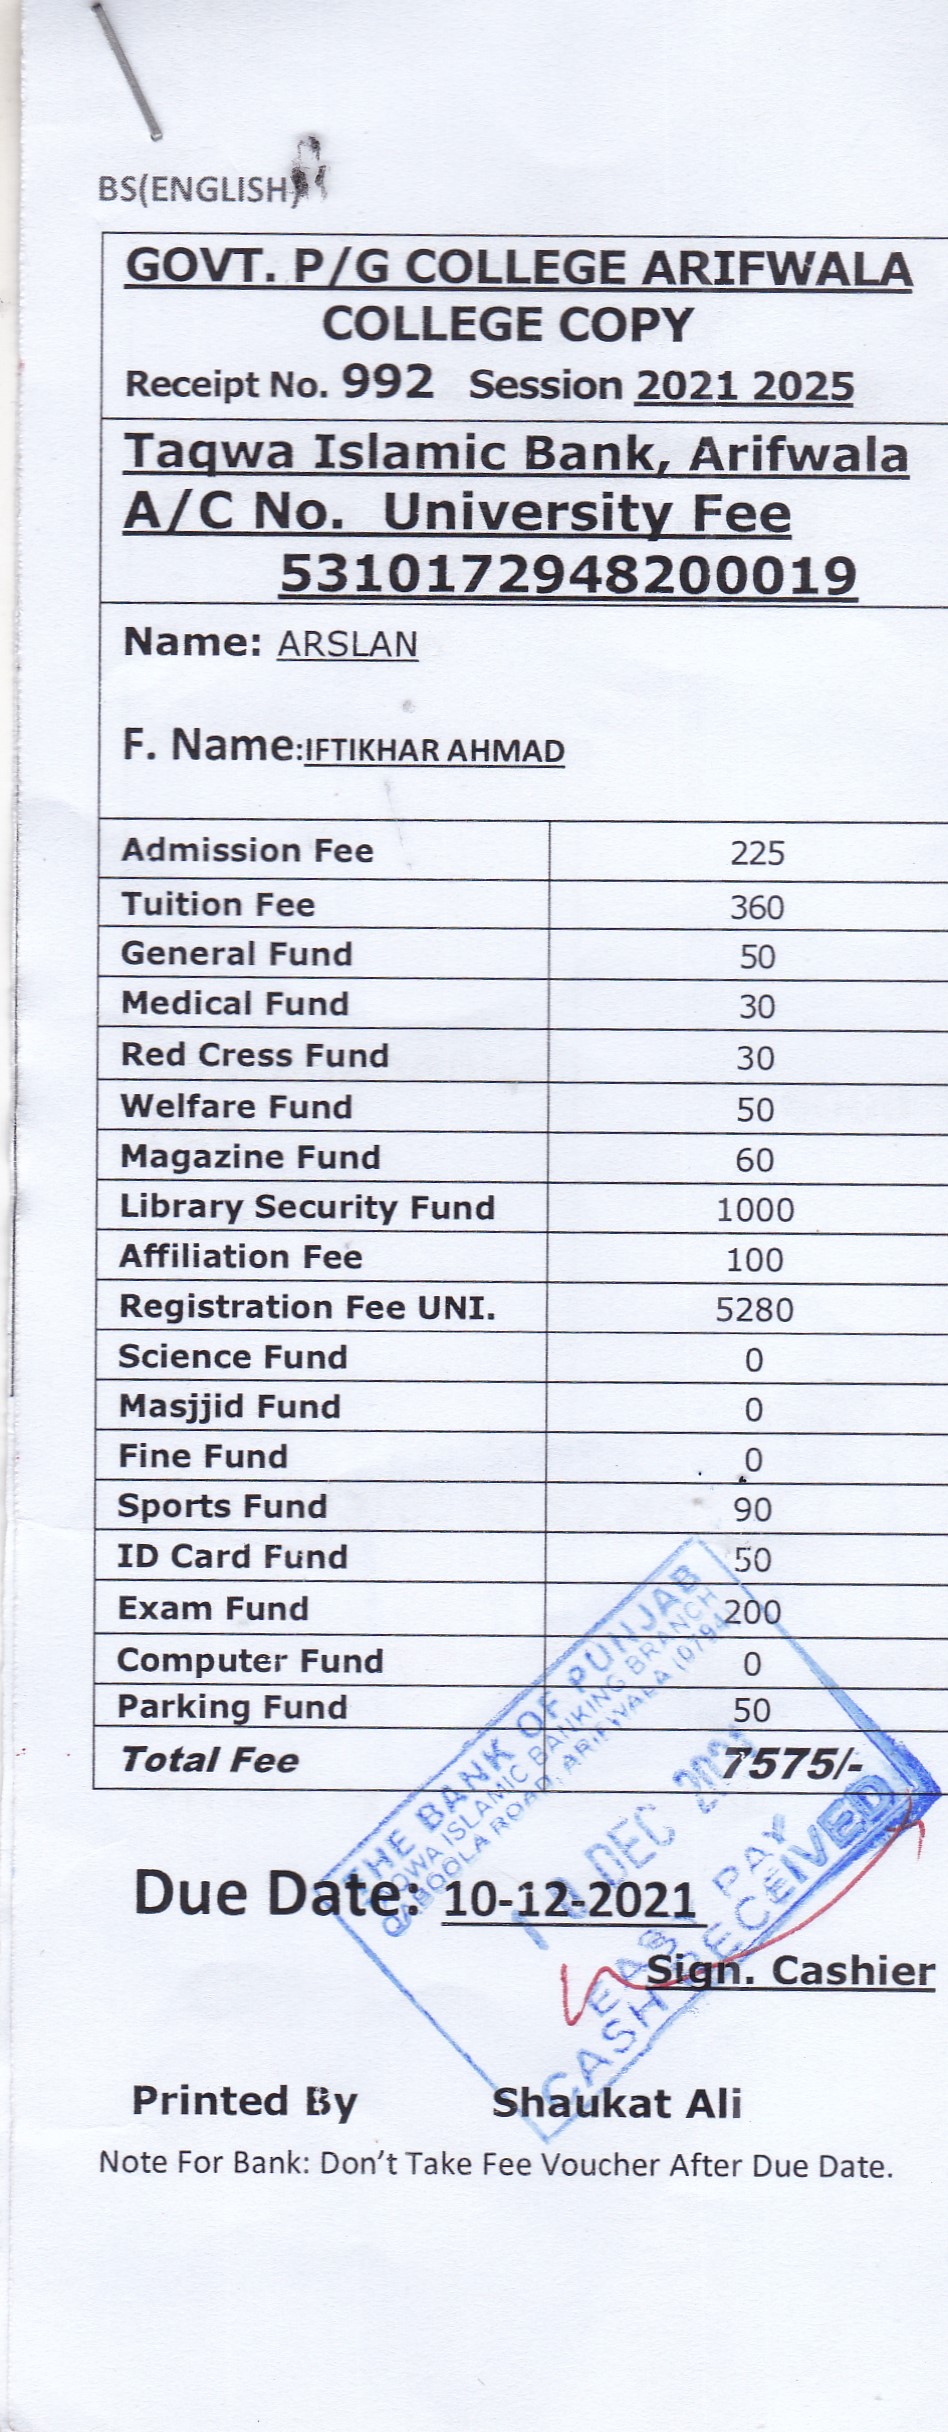 BS(ENGLISH)
GOVT. P/G COLLEGE ARIFWALA
COLLEGE COPY
Receipt No. 992 Session 2021 2025
Taqwa Islamic Bank, Arifwala
A/C No. University Fee
5310172948200019
Name: ARSLAN
F. Name:IFTIKHAR AHMAD
Admission Fee 225
Tuition Fee 360
General Fund 50
Medical Fund 30
Red Cress Fund 30
Welfare Fund 50
Magazine Fund 60
Library Security Fund 1000
Affiliation Fee 100
Registration Fee UNI. 5280
Science Fund 0
Masjjid Fund 0
Fine Fund 0
Sports Fund 90
ID Card Fund 50
Exam Fund 200
Computer Fund 0
Parking Fund 50
Total Fee 7575/-
THE BANK OF PUNJAB
TAQWA ISLAMIC BANKING BRANCH
QABOOLA ROAD, ARIFWALA (0794)
DEC 2021
EASY PAY
CASH RECEIVED
Due Date: 10-12-2021
Sign. Cashier
Printed By Shaukat Ali
Note For Bank: Don't Take Fee Voucher After Due Date.